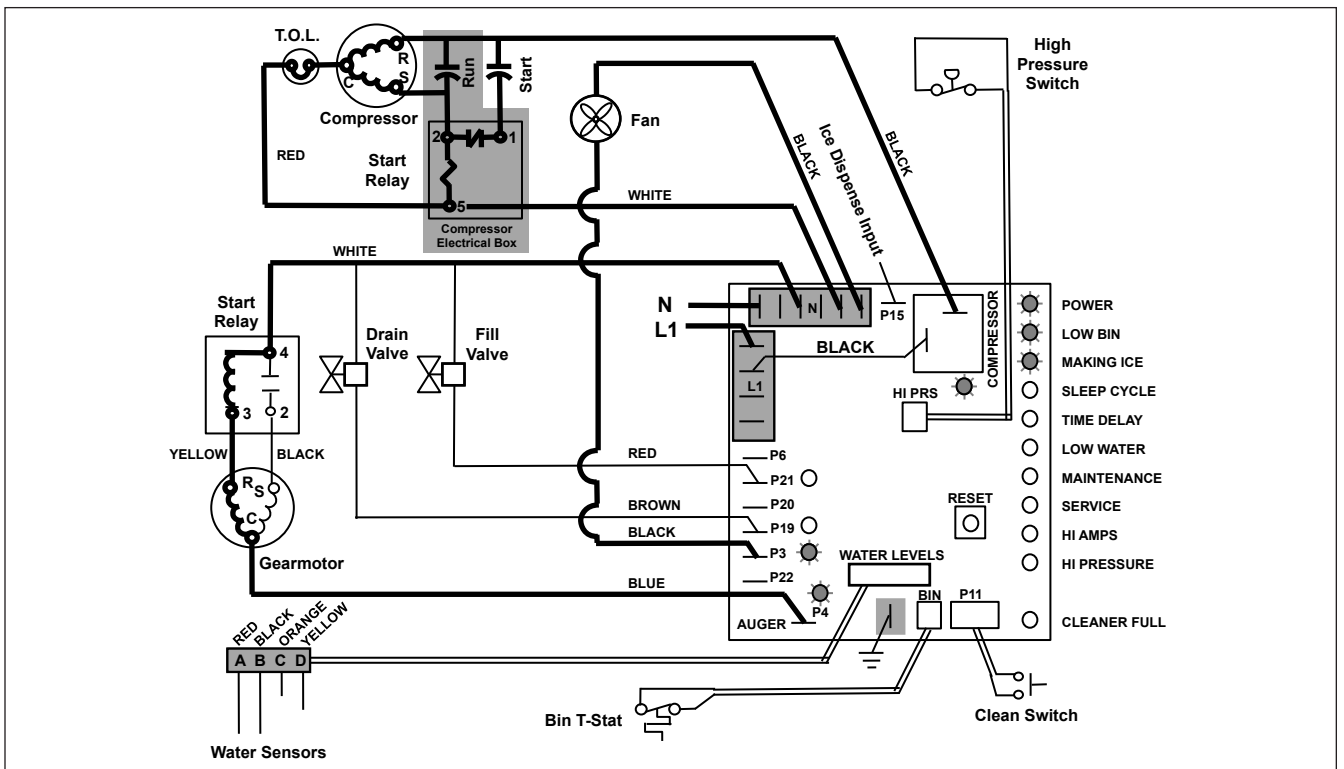 T.O.L.
R
S
C
Compressor
Run
Start
2
1
Start
Relay
5
Compressor
Electrical Box
RED
WHITE
Fan
BLACK
Ice Dispense Input
BLACK
High
Pressure
Switch
WHITE
Start
Relay
4
3
2
YELLOW
BLACK
R
S
C
Gearmotor
Drain
Valve
Fill
Valve
N
L1
N
L1
BLACK
P15
COMPRESSOR
HI PRS
RED
BROWN
BLACK
BLUE
P6
P21
P20
P19
P3
P22
P4
AUGER
WATER LEVELS
BIN
P11
RESET
POWER
LOW BIN
MAKING ICE
SLEEP CYCLE
TIME DELAY
LOW WATER
MAINTENANCE
SERVICE
HI AMPS
HI PRESSURE
CLEANER FULL
RED
BLACK
ORANGE
YELLOW
A B C D
Water Sensors
Bin T-Stat
Clean Switch